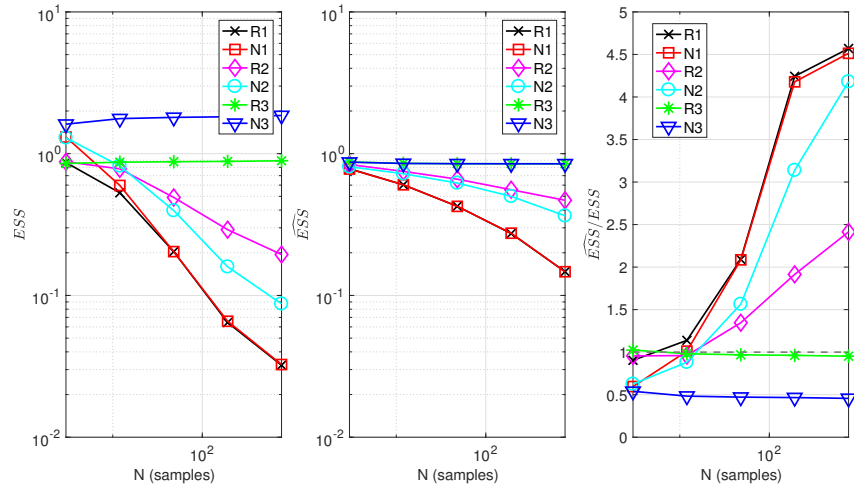 10^1
10^0
10^-1
10^-2
ESS
10^2
N (samples)
R1
N1
R2
N2
R3
N3
10^1
10^0
10^-1
10^-2
\widehat{ESS}
10^2
N (samples)
R1
N1
R2
N2
R3
N3
5
4.5
4
3.5
3
2.5
2
1.5
1
0.5
0
\widehat{ESS}/ESS
10^2
N (samples)
R1
N1
R2
N2
R3
N3